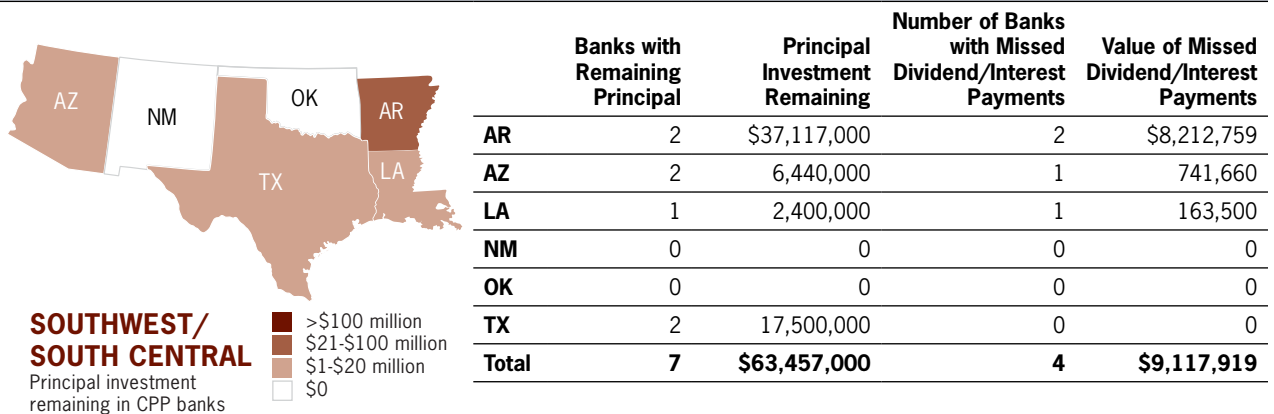 AZ
NM
OK
AR
TX
LA
SOUTHWEST/
SOUTH CENTRAL
Principal investment
remaining in CPP banks
>$100 million
$21-$100 million
$1-$20 million
$0
Banks with Remaining Principal | Principal Investment Remaining | Number of Banks with Missed Dividend/Interest Payments | Value of Missed Dividend/Interest Payments
AR 2 $37,117,000 2 $8,212,759
AZ 2 6,440,000 1 741,660
LA 1 2,400,000 1 163,500
NM 0 0 0 0
OK 0 0 0 0
TX 2 17,500,000 0 0
Total 7 $63,457,000 4 $9,117,919